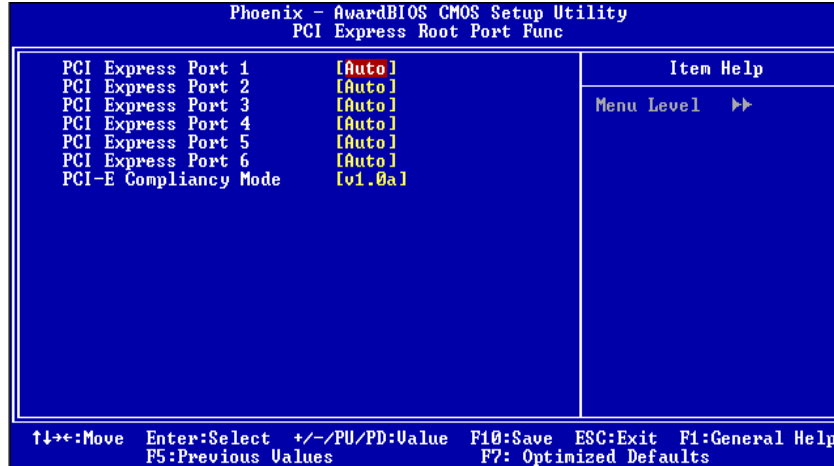 Phoenix - AwardBIOS CMOS Setup Utility
PCI Express Root Port Func
PCI Express Port 1 [Auto]
PCI Express Port 2 [Auto]
PCI Express Port 3 [Auto]
PCI Express Port 4 [Auto]
PCI Express Port 5 [Auto]
PCI Express Port 6 [Auto]
PCI-E Compliancy Mode [v1.0a]
Item Help
Menu Level ►►
↑↓→←:Move Enter:Select +/-/PU/PD:Value F10:Save ESC:Exit F1:General Help
F5:Previous Values F7: Optimized Defaults